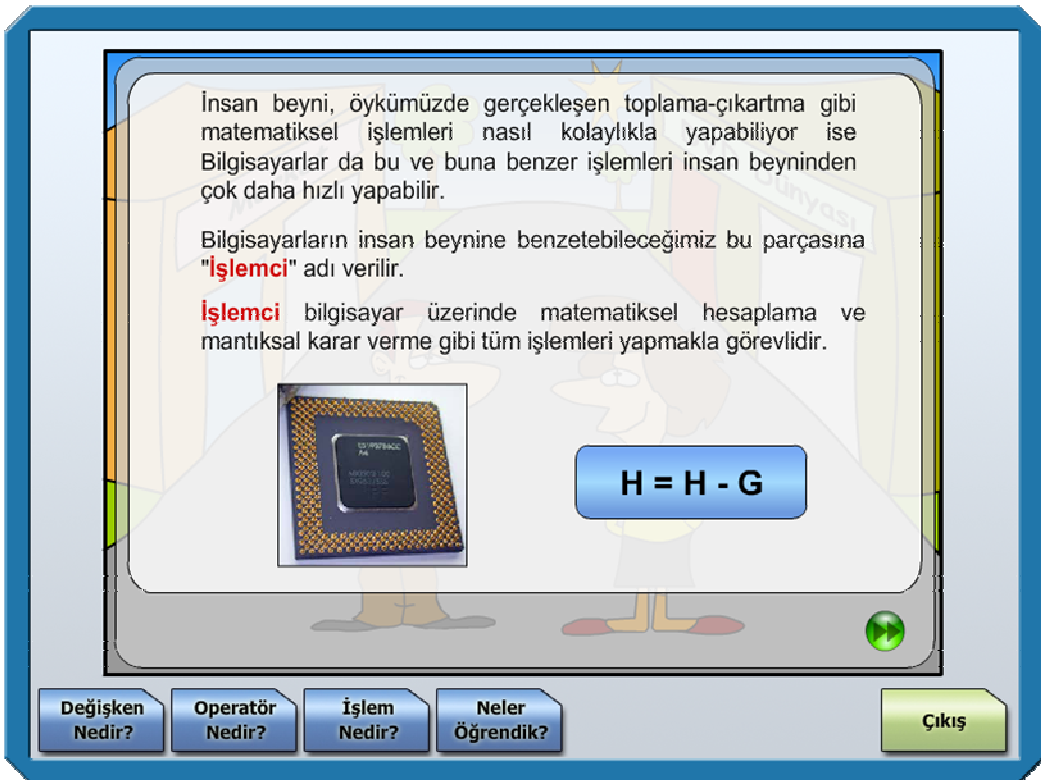 İnsan beyni, öykümüzde gerçekleşen toplama-çıkartma gibi
matematiksel işlemleri nasıl kolaylıkla yapabiliyor ise
Bilgisayarlar da bu ve buna benzer işlemleri insan beyninden
çok daha hızlı yapabilir.
Bilgisayarların insan beynine benzetebileceğimiz bu parçasına
"İşlemci" adı verilir.
İşlemci bilgisayar üzerinde matematiksel hesaplama ve
mantıksal karar verme gibi tüm işlemleri yapmakla görevlidir.
H = H - G
Dünyası
Değişken
Nedir?
Operatör
Nedir?
İşlem
Nedir?
Neler
Öğrendik?
Çıkış